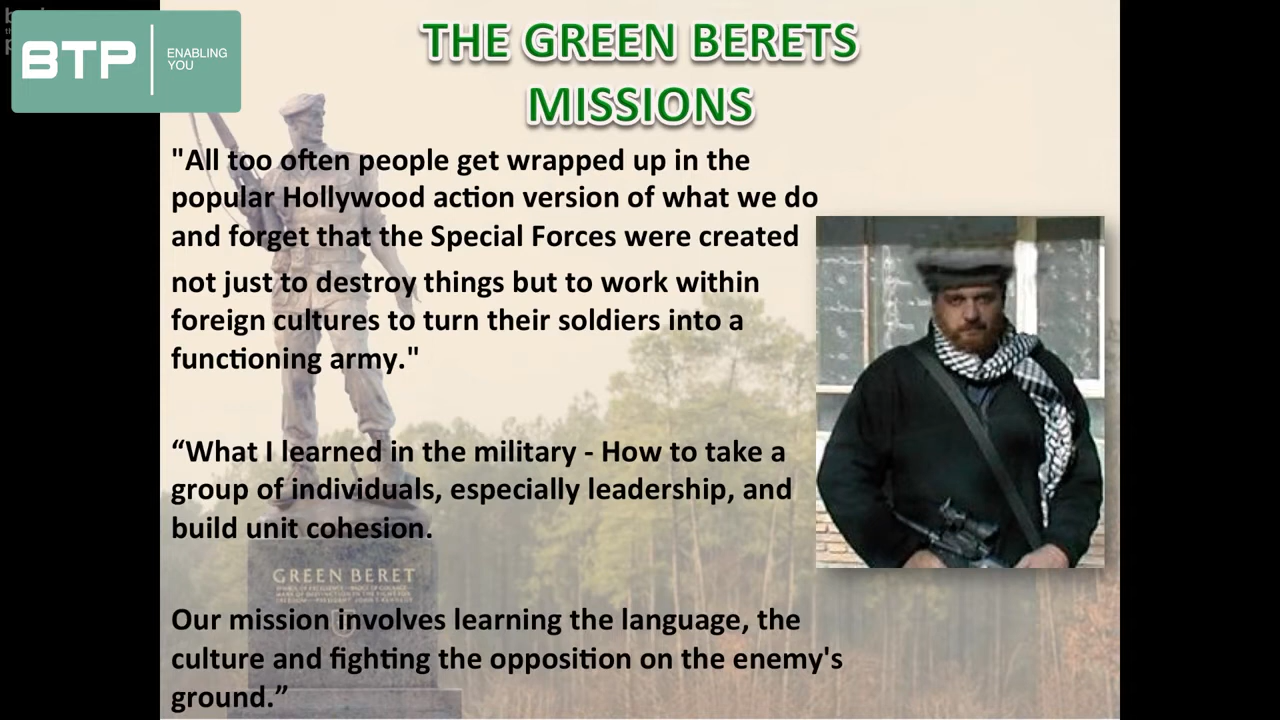 BTP
ENABLING
YOU
THE GREEN BERETS
MISSIONS
"All too often people get wrapped up in the
popular Hollywood action version of what we do
and forget that the Special Forces were created
not just to destroy things but to work within
foreign cultures to turn their soldiers into a
functioning army."
“What I learned in the military - How to take a
group of individuals, especially leadership, and
build unit cohesion.
GREEN BERET
Our mission involves learning the language, the
culture and fighting the opposition on the enemy's
ground.”